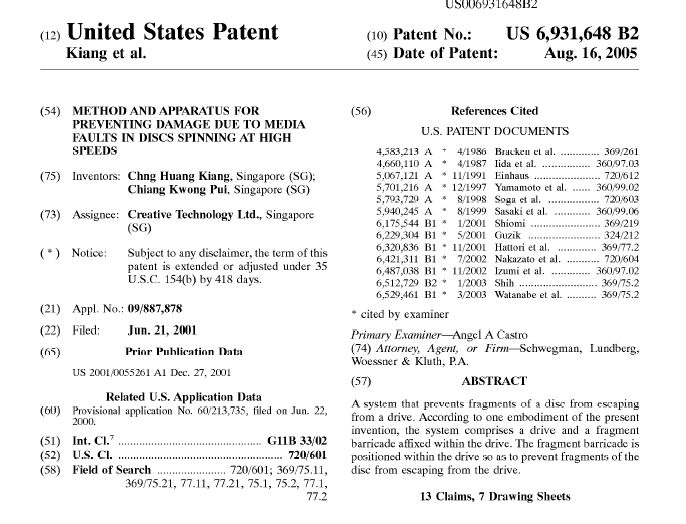 US006931648B2
(12) United States Patent
Kiang et al.
(10) Patent No.: US 6,931,648 B2
(45) Date of Patent: Aug. 16, 2005
(54) METHOD AND APPARATUS FOR
PREVENTING DAMAGE DUE TO MEDIA
FAULTS IN DISCS SPINNING AT HIGH
SPEEDS
(75) Inventors: Chng Huang Kiang, Singapore (SG);
Chiang Kwong Pui, Singapore (SG)
(73) Assignee: Creative Technology Ltd., Singapore
(SG)
( * ) Notice: Subject to any disclaimer, the term of this
patent is extended or adjusted under 35
U.S.C. 154(b) by 418 days.
(21) Appl. No.: 09/887,878
(22) Filed: Jun. 21, 2001
(65) Prior Publication Data
US 2001/0055261 A1 Dec. 27, 2001
Related U.S. Application Data
(60) Provisional application No. 60/213,735, filed on Jun. 22,
2000.
(51) Int. Cl.7 ................................ G11B 33/02
(52) U.S. Cl. ................................ 720/601
(58) Field of Search .................. 720/601; 369/75.11,
369/75.21, 77.11, 77.21, 75.1, 75.2, 77.1,
77.2
(56) References Cited
U.S. PATENT DOCUMENTS
4,583,213 A * 4/1986 Bracken et al. ............. 369/261
4,660,110 A * 4/1987 Iida et al. ............... 360/97.03
5,067,121 A * 11/1991 Einhaus .................. 720/612
5,701,216 A * 12/1997 Yamamoto et al. ...... 360/99.02
5,793,729 A * 8/1998 Soga et al. ............... 720/603
5,940,245 A * 8/1999 Sasaki et al. ........... 360/99.06
6,175,544 B1 * 1/2001 Shiomi .................. 369/219
6,229,304 B1 * 5/2001 Guzik .................... 324/212
6,320,836 B1 * 11/2001 Hattori et al. ........... 369/77.2
6,421,311 B1 * 7/2002 Nakazato et al. .......... 720/604
6,487,038 B1 * 11/2002 Izumi et al. ............ 360/97.02
6,512,729 B2 * 1/2003 Shih ..................... 369/75.2
6,529,461 B1 * 3/2003 Watanabe et al. .......... 369/75.2
* cited by examiner
Primary Examiner—Angel A Castro
(74) Attorney, Agent, or Firm—Schwegman, Lundberg,
Woessner & Kluth, P.A.
(57) ABSTRACT
A system that prevents fragments of a disc from escaping
from a drive. According to one embodiment of the present
invention, the system comprises a drive and a fragment
barricade affixed within the drive. The fragment barricade is
positioned within the drive so as to prevent fragments of the
disc from escaping from the drive.
13 Claims, 7 Drawing Sheets